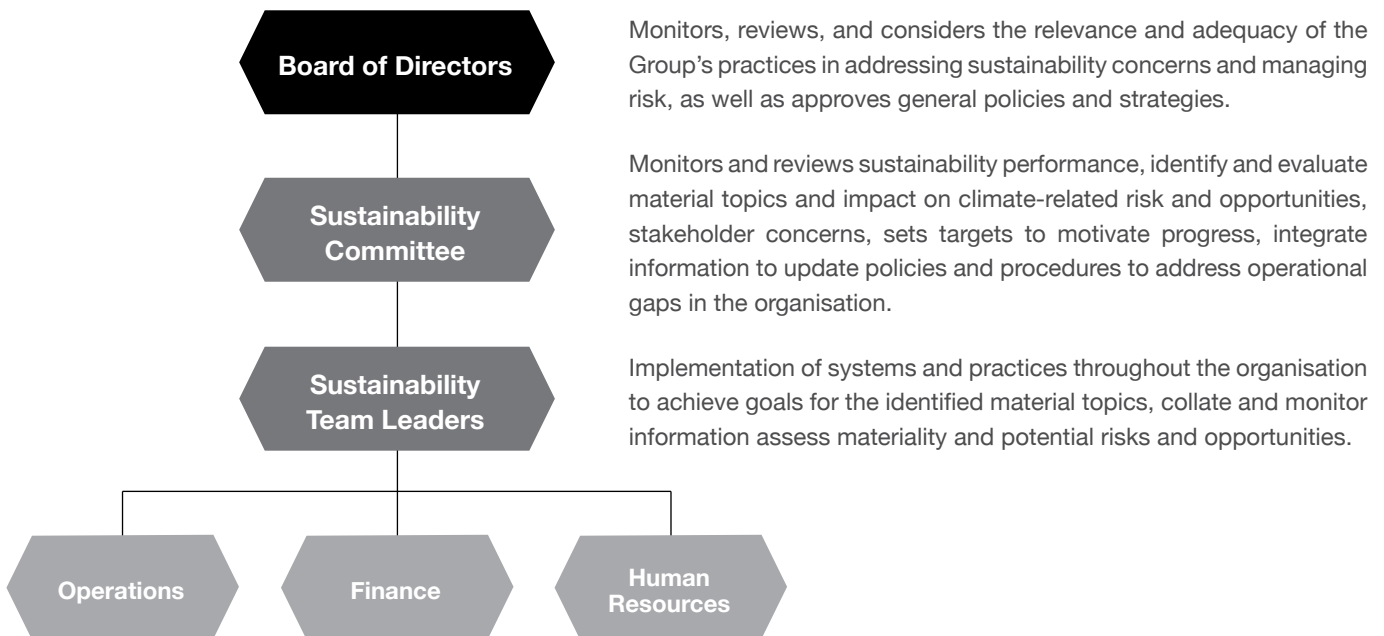 Board of Directors
Monitors, reviews, and considers the relevance and adequacy of the
Group’s practices in addressing sustainability concerns and managing
risk, as well as approves general policies and strategies.
Sustainability
Committee
Monitors and reviews sustainability performance, identify and evaluate
material topics and impact on climate-related risk and opportunities,
stakeholder concerns, sets targets to motivate progress, integrate
information to update policies and procedures to address operational
gaps in the organisation.
Sustainability
Team Leaders
Implementation of systems and practices throughout the organisation
to achieve goals for the identified material topics, collate and monitor
information assess materiality and potential risks and opportunities.
Operations
Finance
Human
Resources